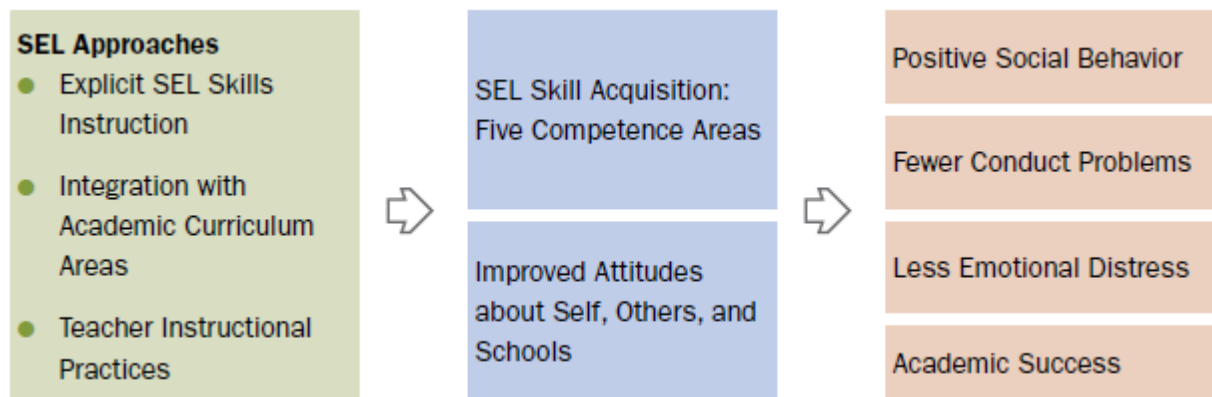 SEL Approaches
● Explicit SEL Skills
Instruction
● Integration with
Academic Curriculum
Areas
● Teacher Instructional
Practices
SEL Skill Acquisition:
Five Competence Areas
Improved Attitudes
about Self, Others, and
Schools
Positive Social Behavior
Fewer Conduct Problems
Less Emotional Distress
Academic Success